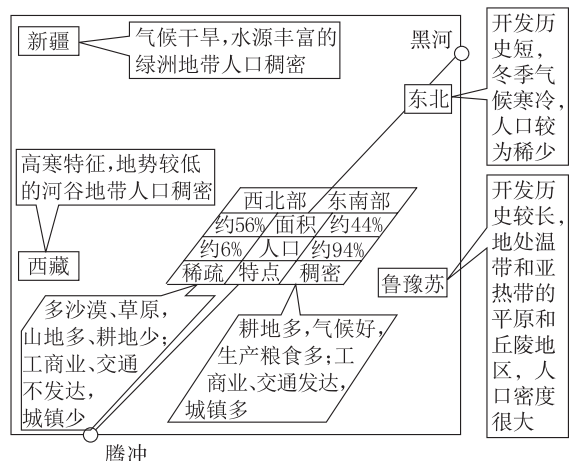 新疆
气候干旱，水源丰富的
绿洲地带人口稠密
黑河
东北
开发历
史短，
冬季气
候寒冷，
人口较
为稀少
高寒特征，地势较低
的河谷地带人口稠密
西藏
西北部 东南部
约56% 面积 约44%
约6% 人口 约94%
稀疏 特点 稠密
鲁豫苏
开发历
史较长，
地处温
带和亚
热带的
平原和
丘陵地
区，人
口密度
很大
多沙漠、草原，
山地多、耕地少；
工商业、交通
不发达，
城镇少
耕地多，气候好，
生产粮食多；工
商业、交通发达，
城镇多
腾冲